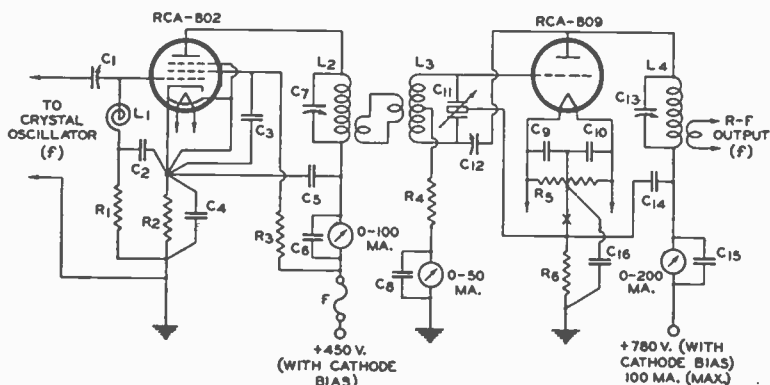 RCA-802
RCA-809
C1
L2
L3
L4
C7
C11
C13
TO
CRYSTAL
OSCILLATOR
(f)
L1
C3
C9
C10
R-F
OUTPUT
(f)
C2
C12
C5
R4
R5
C14
R1
R2
C4
R3
C6
0-100
MA.
C8
0-50
MA.
X
R6
C16
0-200
MA.
C15
F
+450 V.
(WITH CATHODE
BIAS)
+780 V. (WITH
CATHODE BIAS)
100 MA. (MAX.)